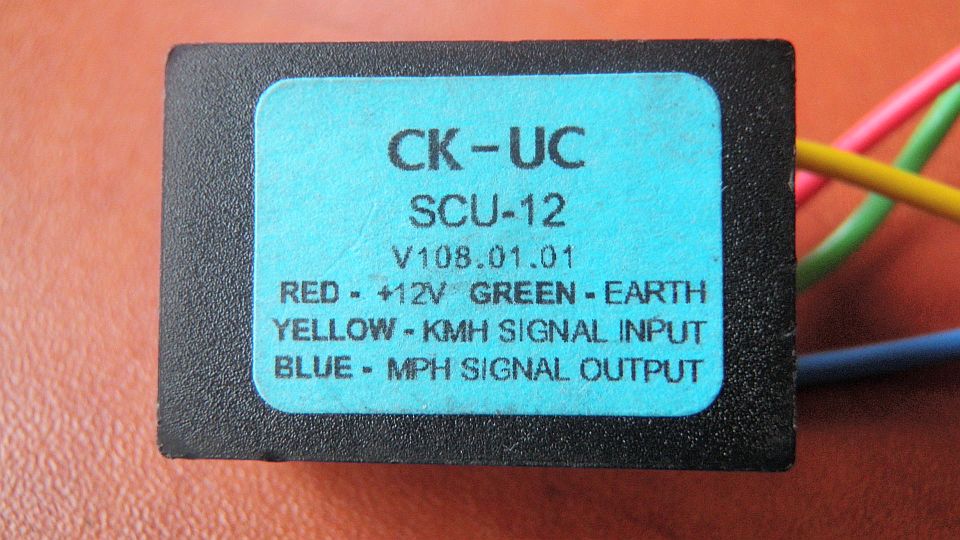 CK-UC
SCU-12
V108.01.01
RED - +12V GREEN - EARTH
YELLOW - KMH SIGNAL INPUT
BLUE - MPH SIGNAL OUTPUT